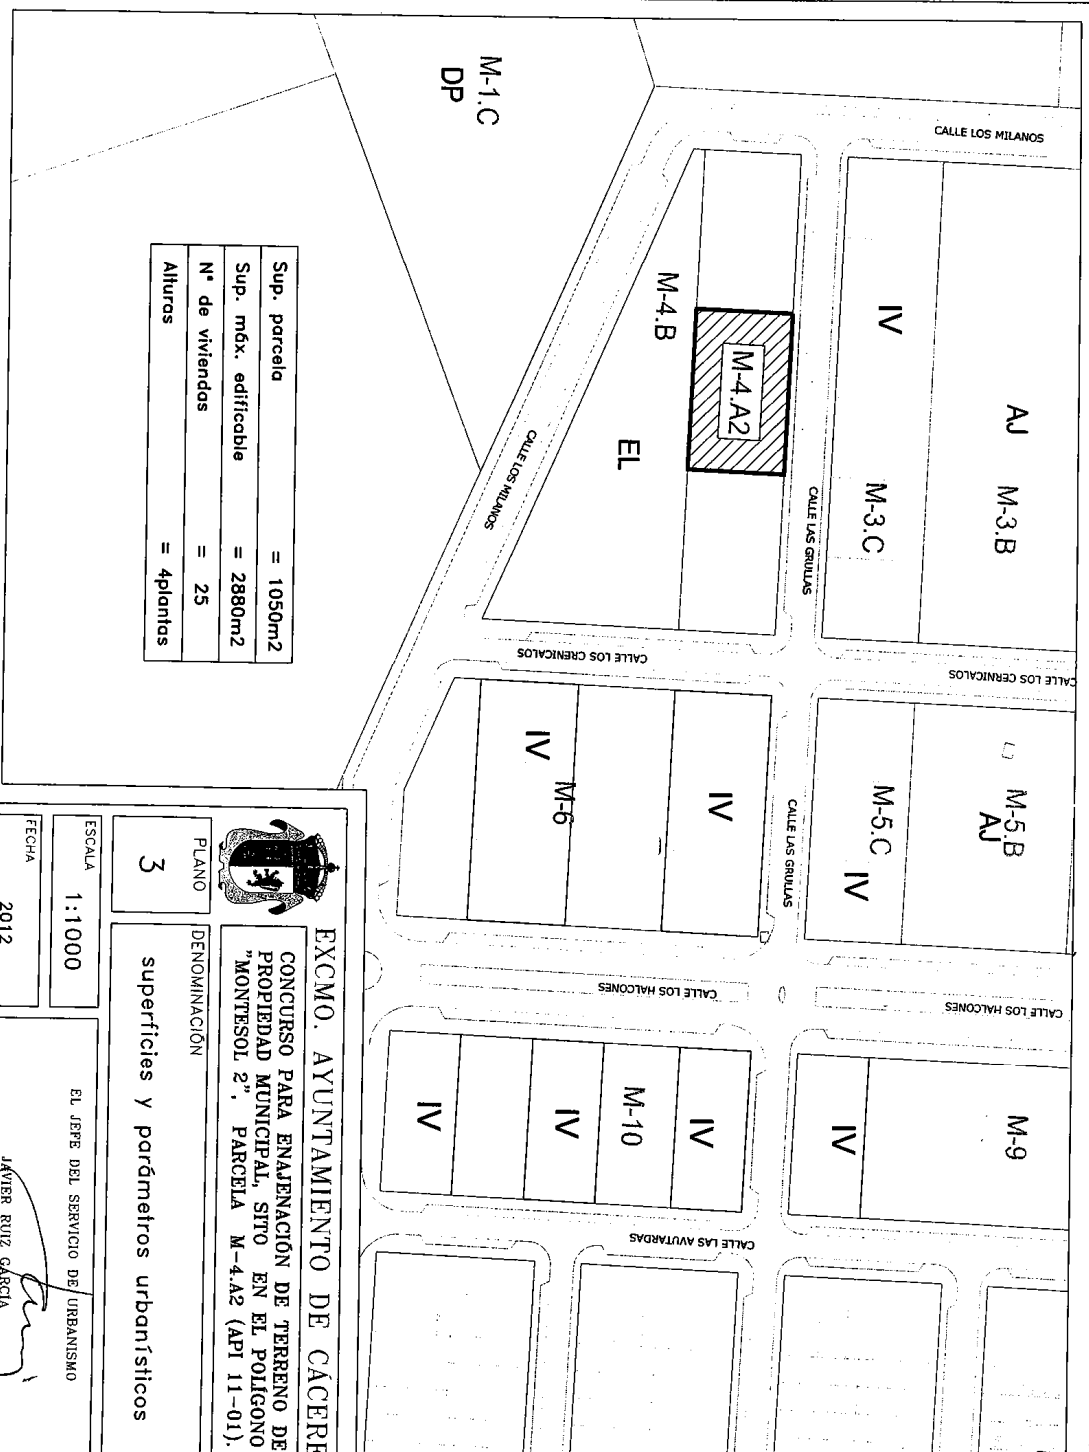 M-1.C
DP
CALLE LOS MILANOS
AJ
M-3.B
IV
M-3.C
CALLE LAS GRULLAS
M-4.A2
M-4.B
EL
CALLE LOS MILANOS
CALLE LOS CERNICALOS
CALLE LOS CRENICALOS
M-5.B
AJ
M-5.C
IV
CALLE LAS GRULLAS
IV
M-6
IV
CALLE LOS HALCONES
CALLE LOS HALCONES
M-9
IV
IV
M-10
IV
IV
CALLE LAS AVUTARDAS
Sup. parcela = 1050m2
Sup. máx. edificable = 2880m2
Nº de viviendas = 25
Alturas = 4plantas
EXCMO. AYUNTAMIENTO DE CÁCERE
CONCURSO PARA ENAJENACIÓN DE TERRENO DE
PROPIEDAD MUNICIPAL, SITO EN EL POLÍGONO
"MONTESOL 2", PARCELA M-4.A2 (API 11-01).
PLANO
3
DENOMINACIÓN
superficies y parámetros urbanísticos
ESCALA
1:1000
FECHA
2012
EL JEFE DEL SERVICIO DE URBANISMO
JAVIER RUIZ GARCÍA